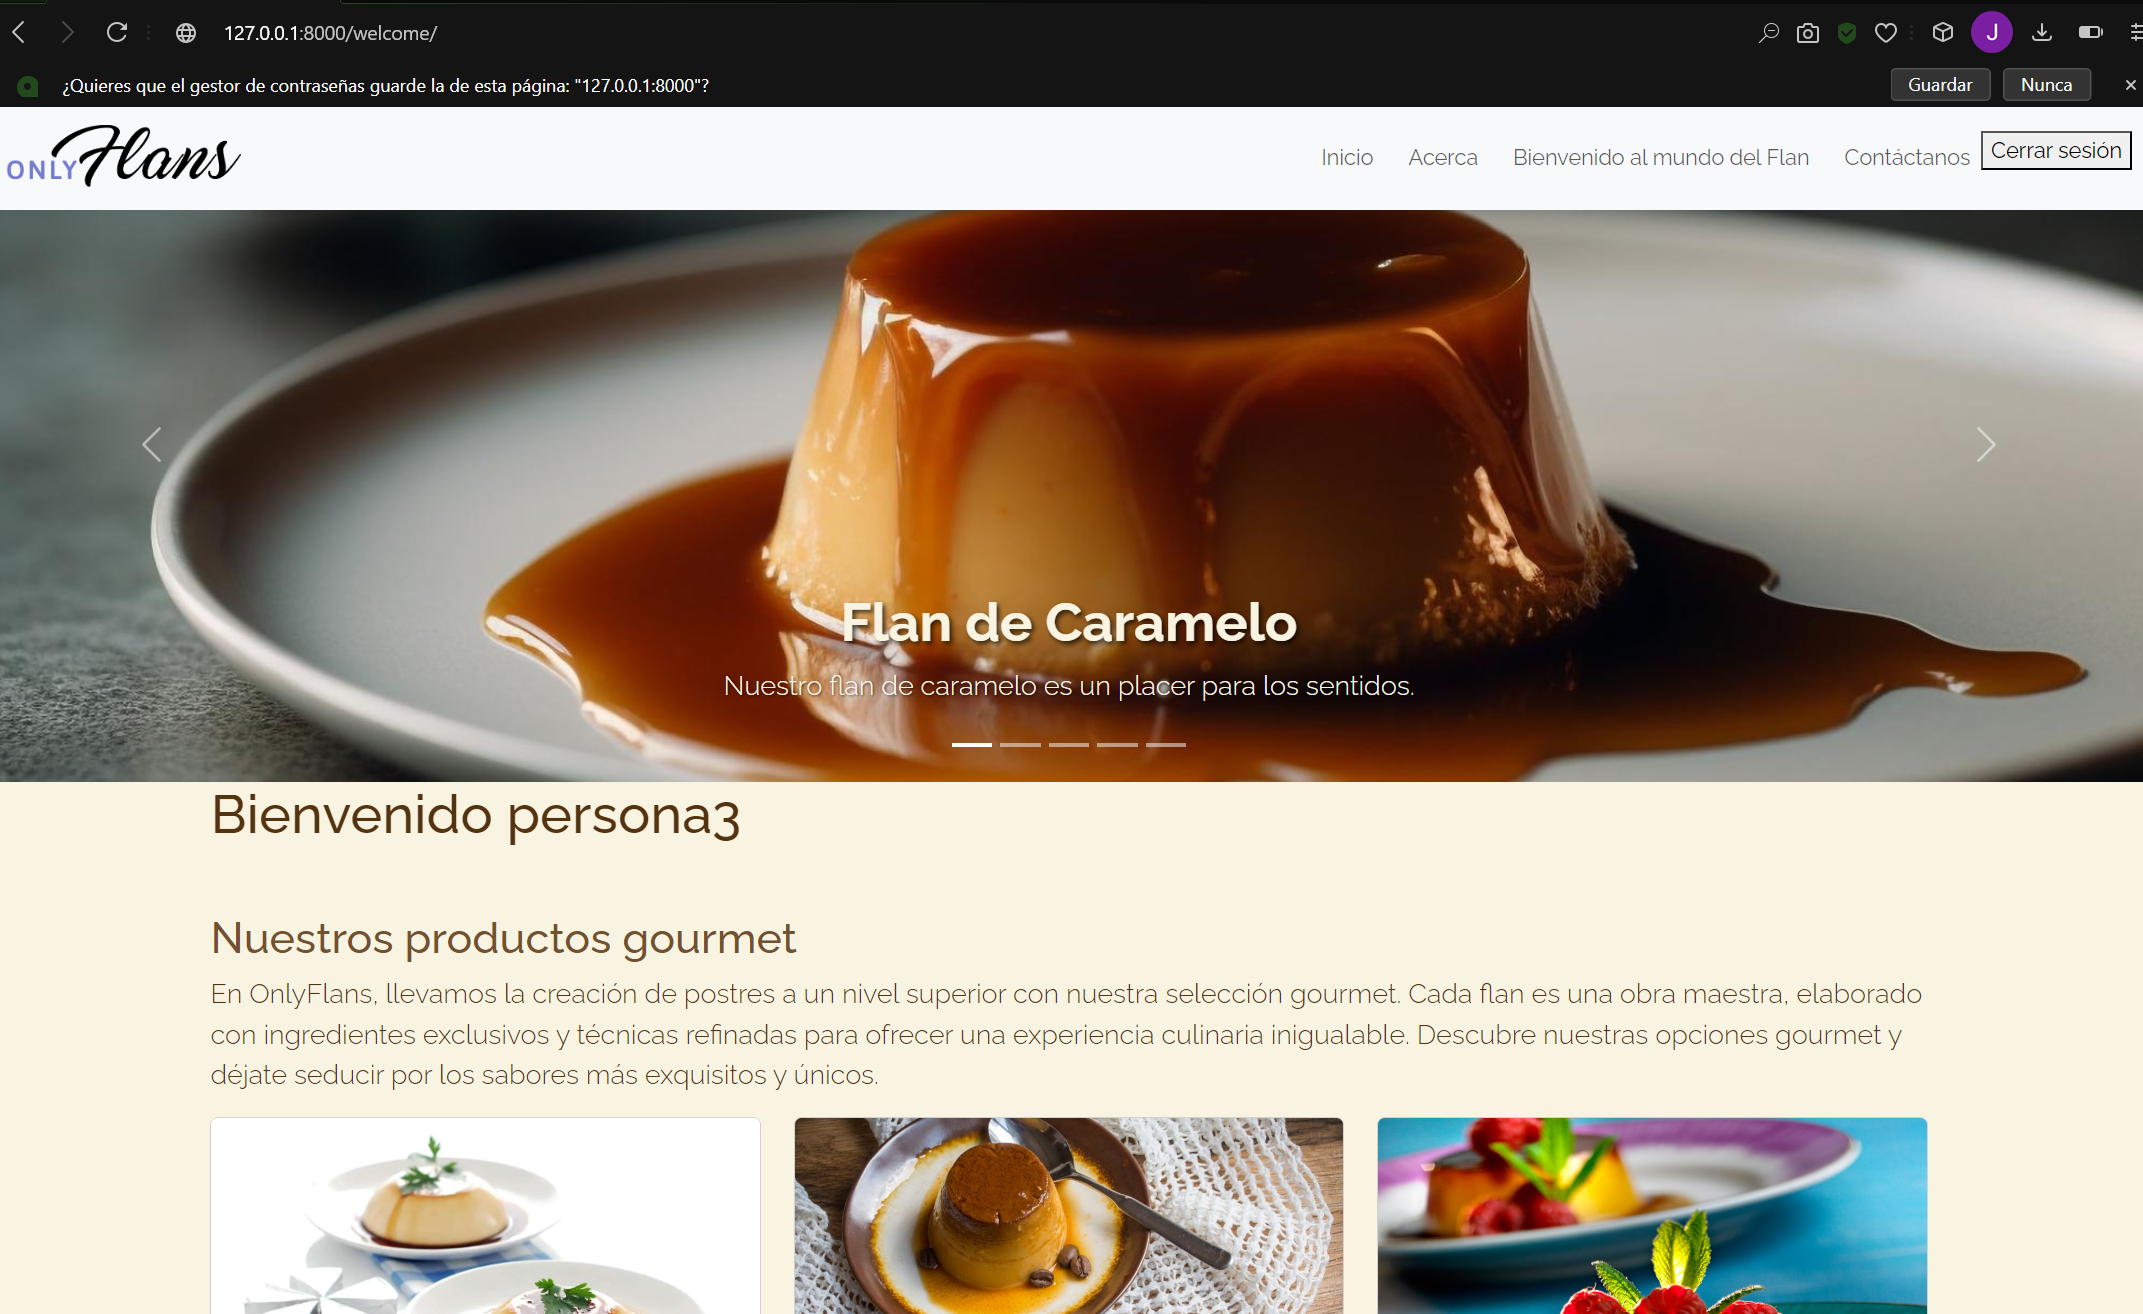 127.0.0.1:8000/welcome/
J
¿Quieres que el gestor de contraseñas guarde la de esta página: "127.0.0.1:8000"?
Guardar
Nunca
ONLY Flans
Inicio
Acerca
Bienvenido al mundo del Flan
Contáctanos
Cerrar sesión
Flan de Caramelo
Nuestro flan de caramelo es un placer para los sentidos.
Bienvenido persona3
Nuestros productos gourmet
En OnlyFlans, llevamos la creación de postres a un nivel superior con nuestra selección gourmet. Cada flan es una obra maestra, elaborado
con ingredientes exclusivos y técnicas refinadas para ofrecer una experiencia culinaria inigualable. Descubre nuestras opciones gourmet y
déjate seducir por los sabores más exquisitos y únicos.